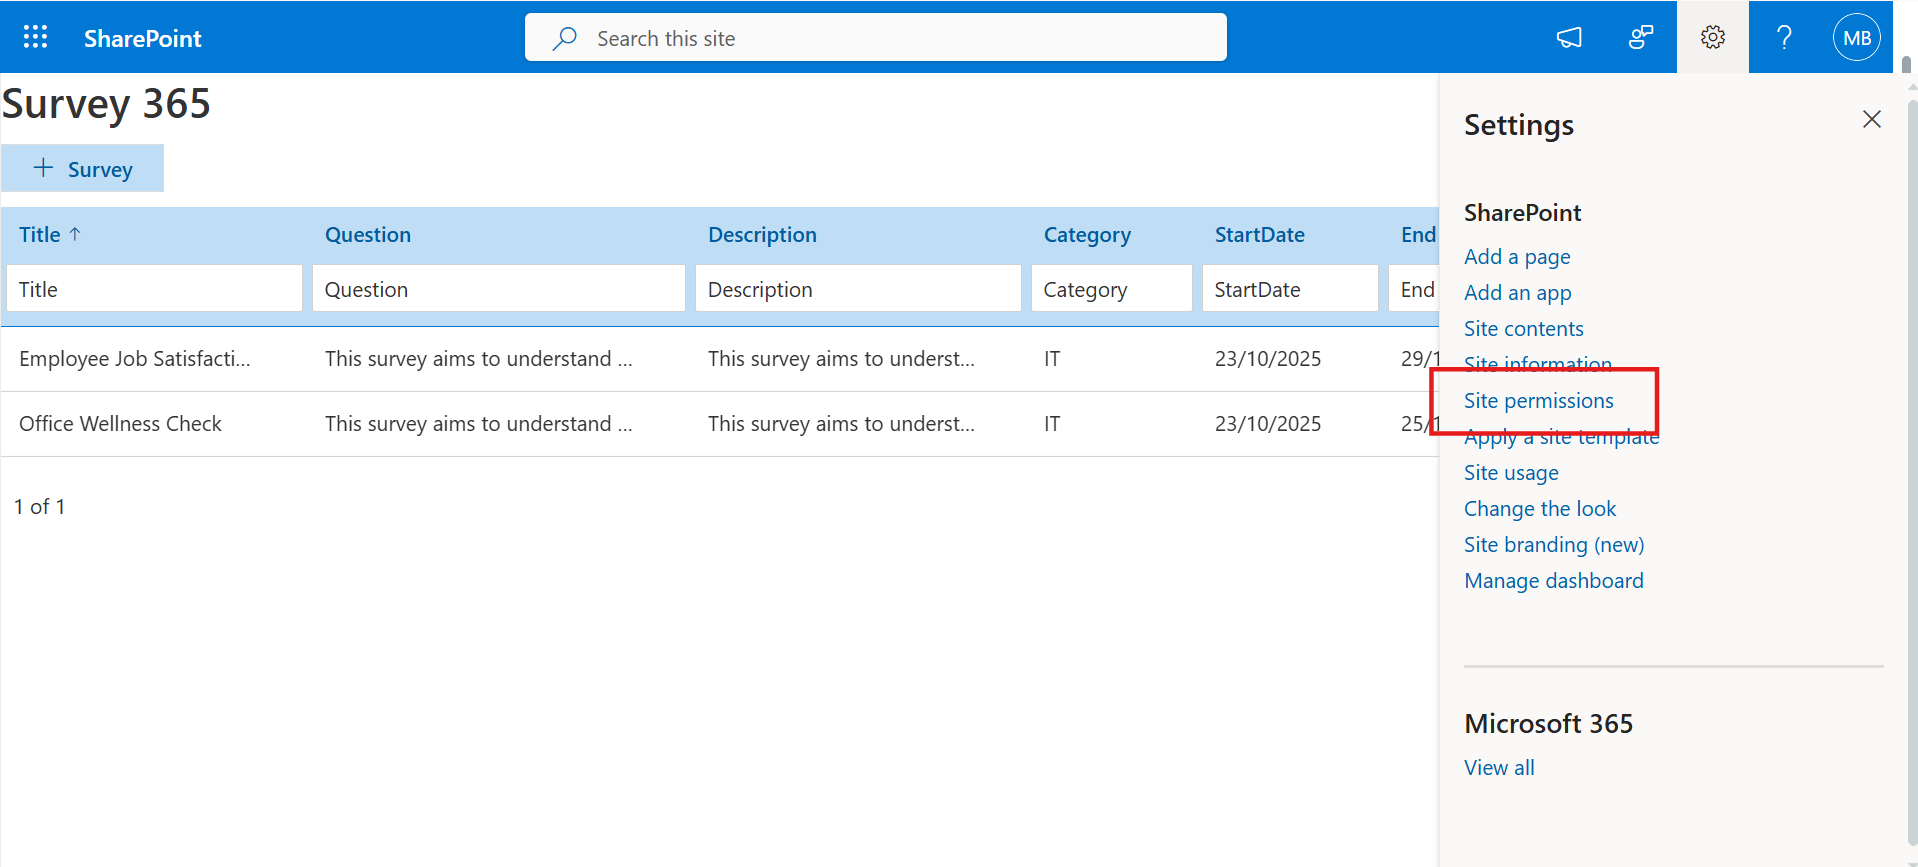 SharePoint
Search this site
MB
Survey 365
Survey
Title Question Description Category StartDate End
Title Question Description Category StartDate End
Employee Job Satisfacti... This survey aims to understand ... This survey aims to underst... IT 23/10/2025 29/1
Office Wellness Check This survey aims to understand ... This survey aims to underst... IT 23/10/2025 25/1
1 of 1
Settings
SharePoint
Add a page
Add an app
Site contents
Site information
Site permissions
Apply a site template
Site usage
Change the look
Site branding (new)
Manage dashboard
Microsoft 365
View all